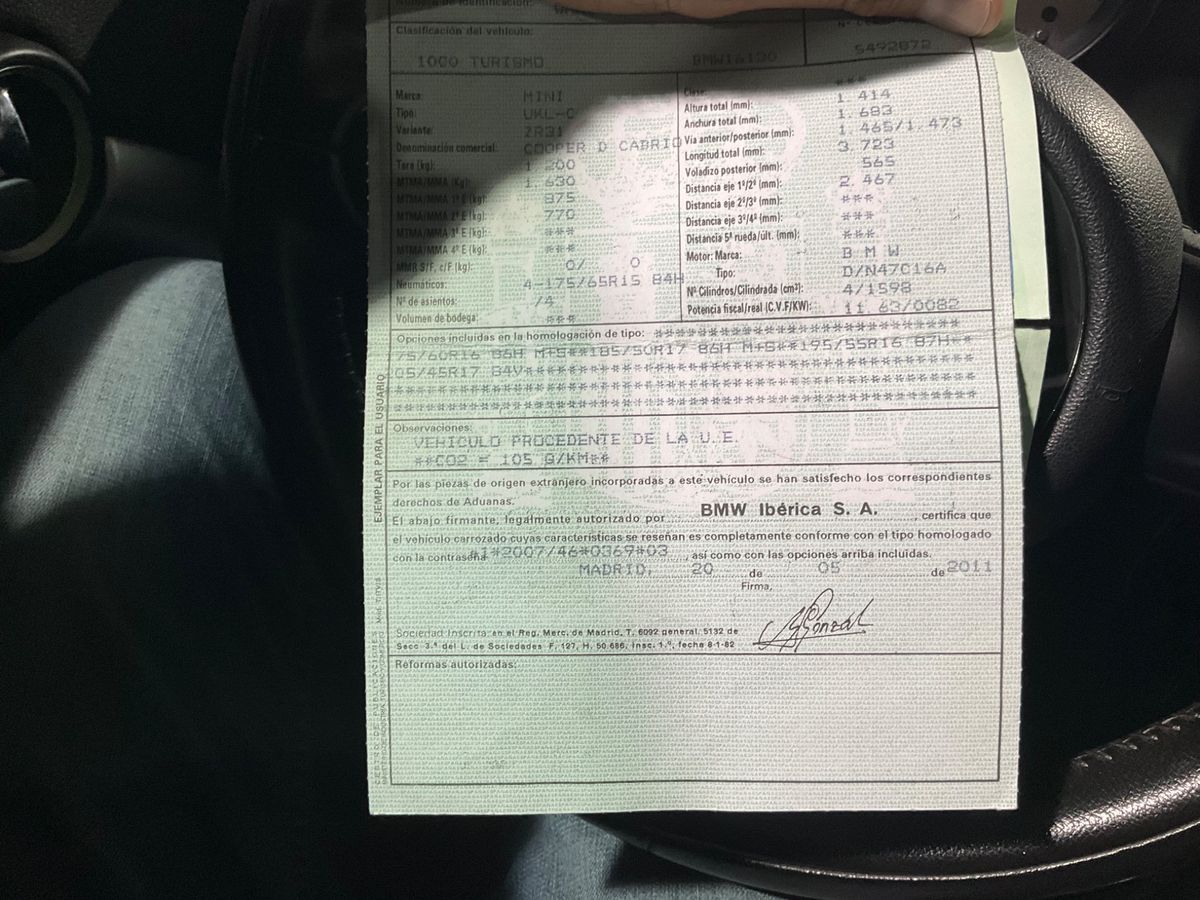 Número de identificación:
Clasificación del vehículo:
5492872
1000 TURISMO BMW16120
Marca: MINI
Tipo: UKL-C
Variante: ZR31
Denominación comercial: COOPER D CABRIO
Tara (kg): 1 200
MTMA/MMA (Kg): 1.630
MTMA/MMA 1º E (kg): 875
MTMA/MMA 2º E (kg): 770
MTMA/MMA 3º E (kg): ***
MTMA/MMA 4º E (kg): ***
MMR S/F, c/F (kg): 0/ 0
Neumáticos: 4-175/65R15 84H
Nº de asientos: /4
Volumen de bodega: ***
Clase: ***
Altura total (mm): 1 414
Anchura total (mm): 1.683
Vía anterior/posterior (mm): 1.465/1.473
Longitud total (mm): 3 723
Voladizo posterior (mm): 565
Distancia eje 1º/2º (mm): 2.467
Distancia eje 2º/3º (mm): ***
Distancia eje 3º/4º (mm): ***
Distancia 5ª rueda/últ. (mm): ***
Motor: Marca: B M W
Tipo: D/N47C16A
Nº Cilindros/Cilindrada (cm³): 4/1598
Potencia fiscal/real (C.V.F/KW): 11.63/0082
Opciones incluidas en la homologación de tipo: **************************
75/60R16 86H M+S**185/50R17 86H M+S**195/55R16 87H**
05/45R17 84V****************************************
****************************************************
****************************************************
Observaciones:
VEHICULO PROCEDENTE DE LA U.E.
**CO2 = 105 G/KM**
Por las piezas de origen extranjero incorporadas a este vehículo se han satisfecho los correspondientes
derechos de Aduanas.
El abajo firmante, legalmente autorizado por BMW Ibérica S. A. , certifica que
el vehículo carrozado cuyas características se reseñan es completamente conforme con el tipo homologado
con la contraseña *1*2007/46*0369*03 , así como con las opciones arriba incluidas.
MADRID, 20 de 05 de 2011
Firma,
Sociedad Inscrita en el Reg. Merc. de Madrid, T. 6092 general, 5132 de
Secc 3.ª del L. de Sociedades F. 127, H. 50.686, Insc. 1.º, fecha 8-1-82
Reformas autorizadas:
EJEMPLAR PARA EL USUARIO